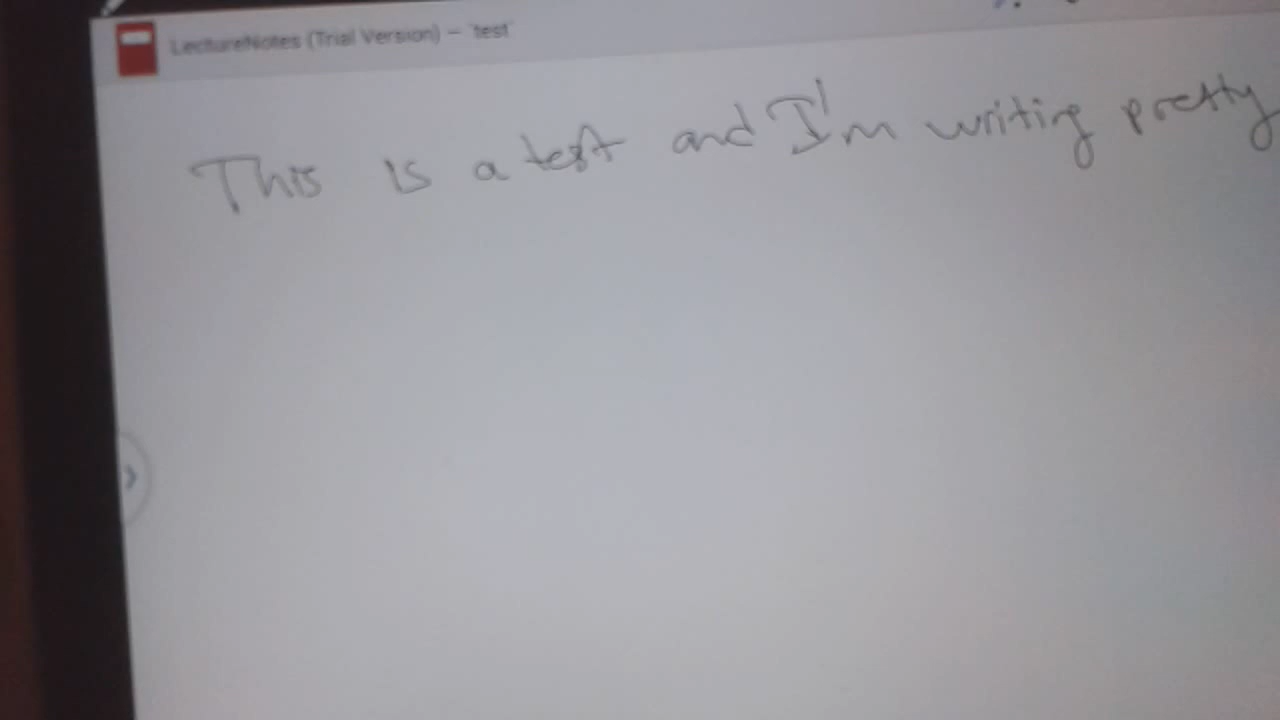 LectureNotes (Trial Version) – 'test'
This is a test and I'm writing pretty